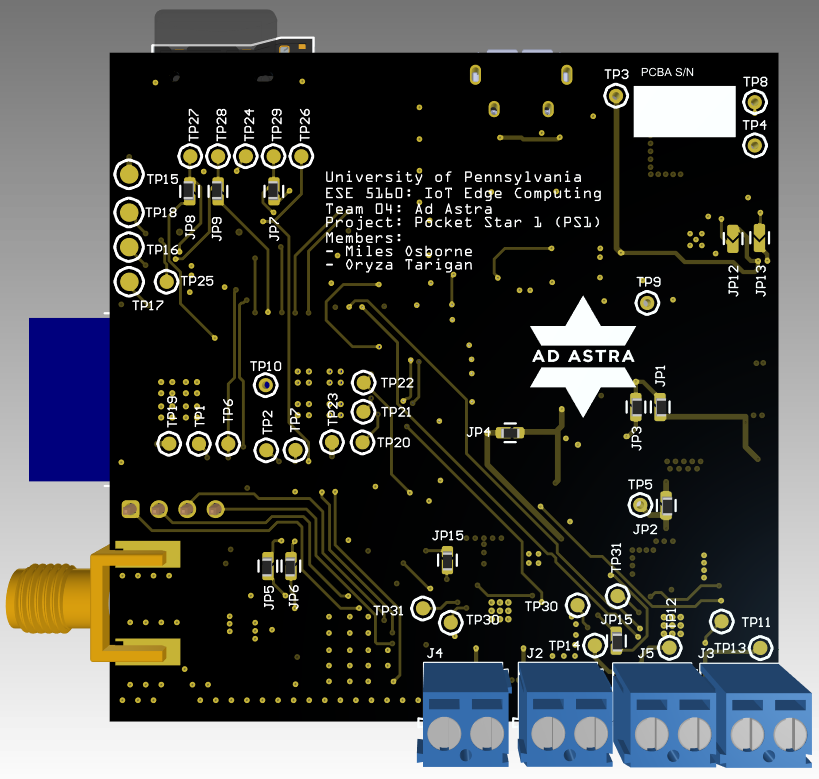 PCBA S/N
TP3
TP8
TP4
TP27
TP28
TP24
TP29
TP26
TP15
TP18
TP16
TP25
TP17
JP8
JP9
JP7
University of Pennsylvania
ESE 5160: IoT Edge Computing
Team 04: Ad Astra
Project: Pocket Star 1 (PS1)
Members:
- Miles Osborne
- Oryza Tarigan
JP12
JP13
TP9
AD ASTRA
TP10
TP22
TP21
TP20
TP19
TP1
TP6
TP2
TP7
TP23
JP1
JP3
JP4
TP5
JP2
JP15
TP31
JP5
JP6
TP31
TP30
TP30
JP15
TP12
TP11
TP14
TP13
J4
J2
J5
J3